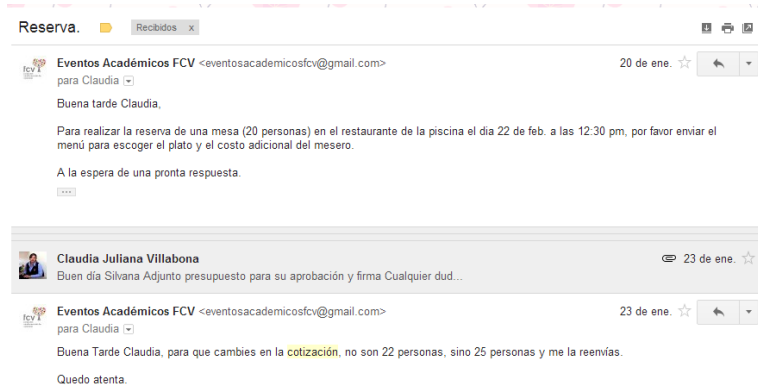 Reserva.
Recibidos x
Eventos Académicos FCV <eventosacademicosfcv@gmail.com>
20 de ene.
para Claudia
Buena tarde Claudia,
Para realizar la reserva de una mesa (20 personas) en el restaurante de la piscina el dia 22 de feb. a las 12:30 pm, por favor enviar el
menú para escoger el plato y el costo adicional del mesero.
A la espera de una pronta respuesta.
Claudia Juliana Villabona
23 de ene.
Buen día Silvana Adjunto presupuesto para su aprobación y firma Cualquier dud...
Eventos Académicos FCV <eventosacademicosfcv@gmail.com>
23 de ene.
para Claudia
Buena Tarde Claudia, para que cambies en la cotización, no son 22 personas, sino 25 personas y me la reenvías.
Quedo atenta.